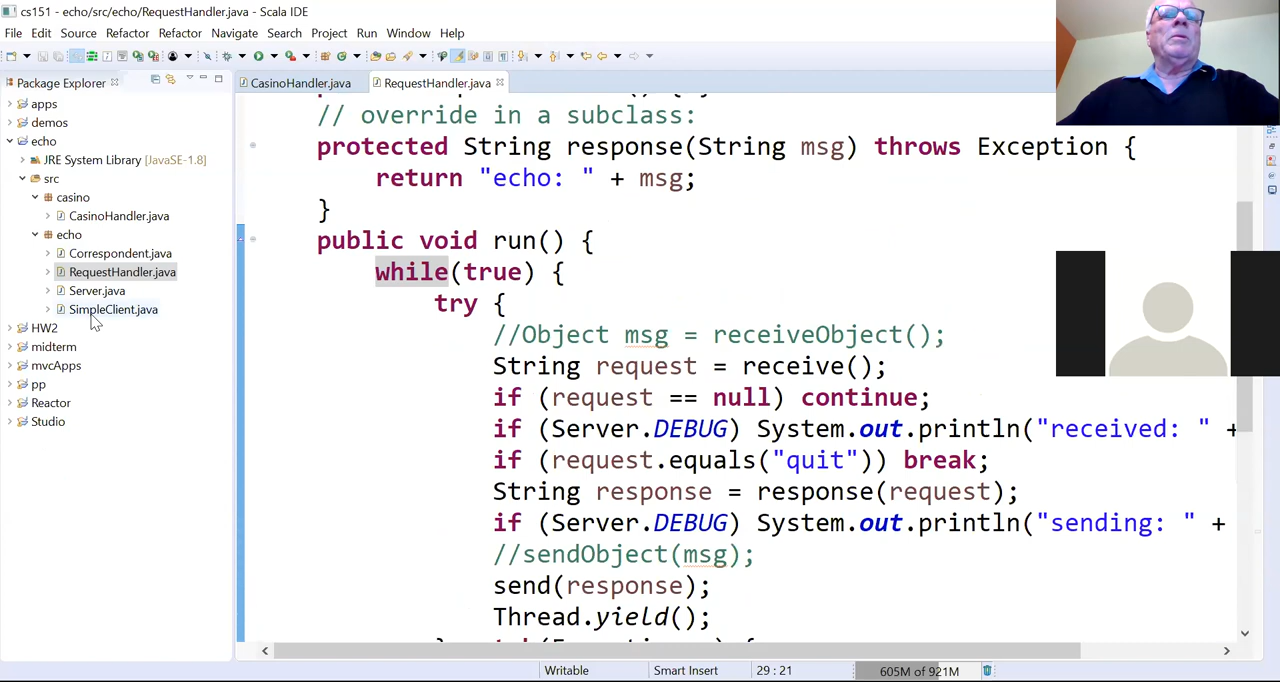 cs151 - echo/src/echo/RequestHandler.java - Scala IDE
File Edit Source Refactor Refactor Navigate Search Project Run Window Help
Package Explorer
CasinoHandler.java
RequestHandler.java
apps
demos
echo
JRE System Library [JavaSE-1.8]
src
casino
CasinoHandler.java
echo
Correspondent.java
RequestHandler.java
Server.java
SimpleClient.java
HW2
midterm
mvcApps
pp
Reactor
Studio
// override in a subclass:
protected String response(String msg) throws Exception {
return "echo: " + msg;
}
public void run() {
while(true) {
try {
//Object msg = receiveObject();
String request = receive();
if (request == null) continue;
if (Server.DEBUG) System.out.println("received: " +
if (request.equals("quit")) break;
String response = response(request);
if (Server.DEBUG) System.out.println("sending: " +
//sendObject(msg);
send(response);
Thread.yield();
Writable
Smart Insert
29 : 21
605M of 921M